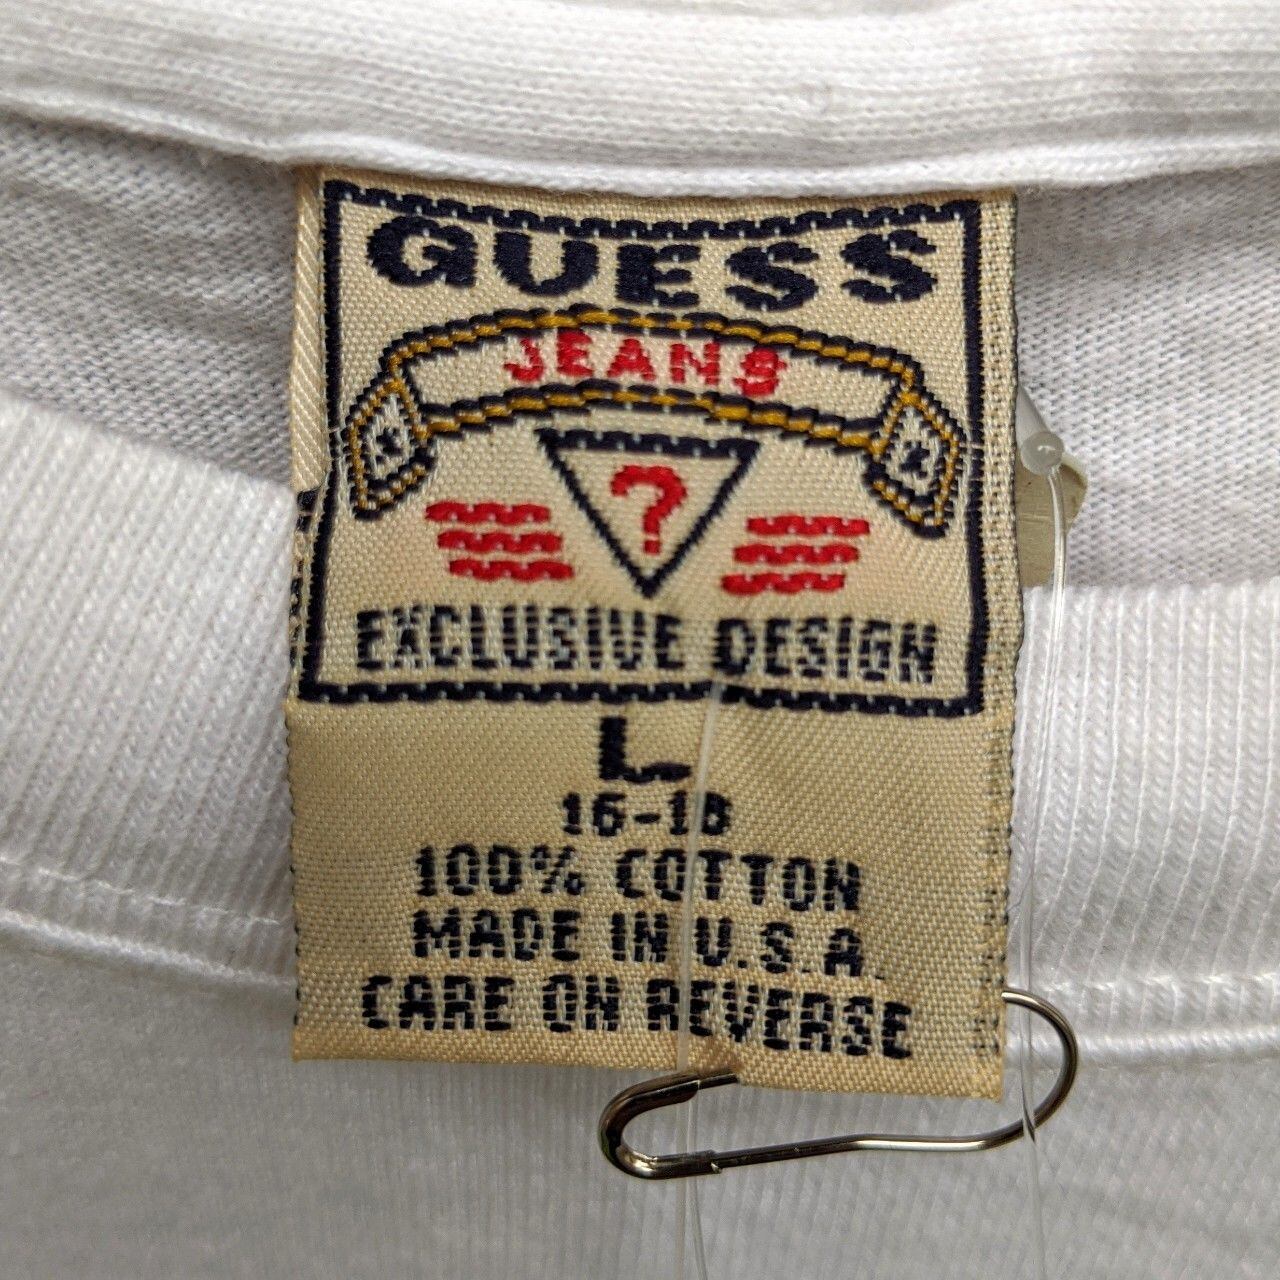 GUESS
JEANS
?
EXCLUSIVE DESIGN
L
16-18
100% COTTON
MADE IN U.S.A.
CARE ON REVERSE